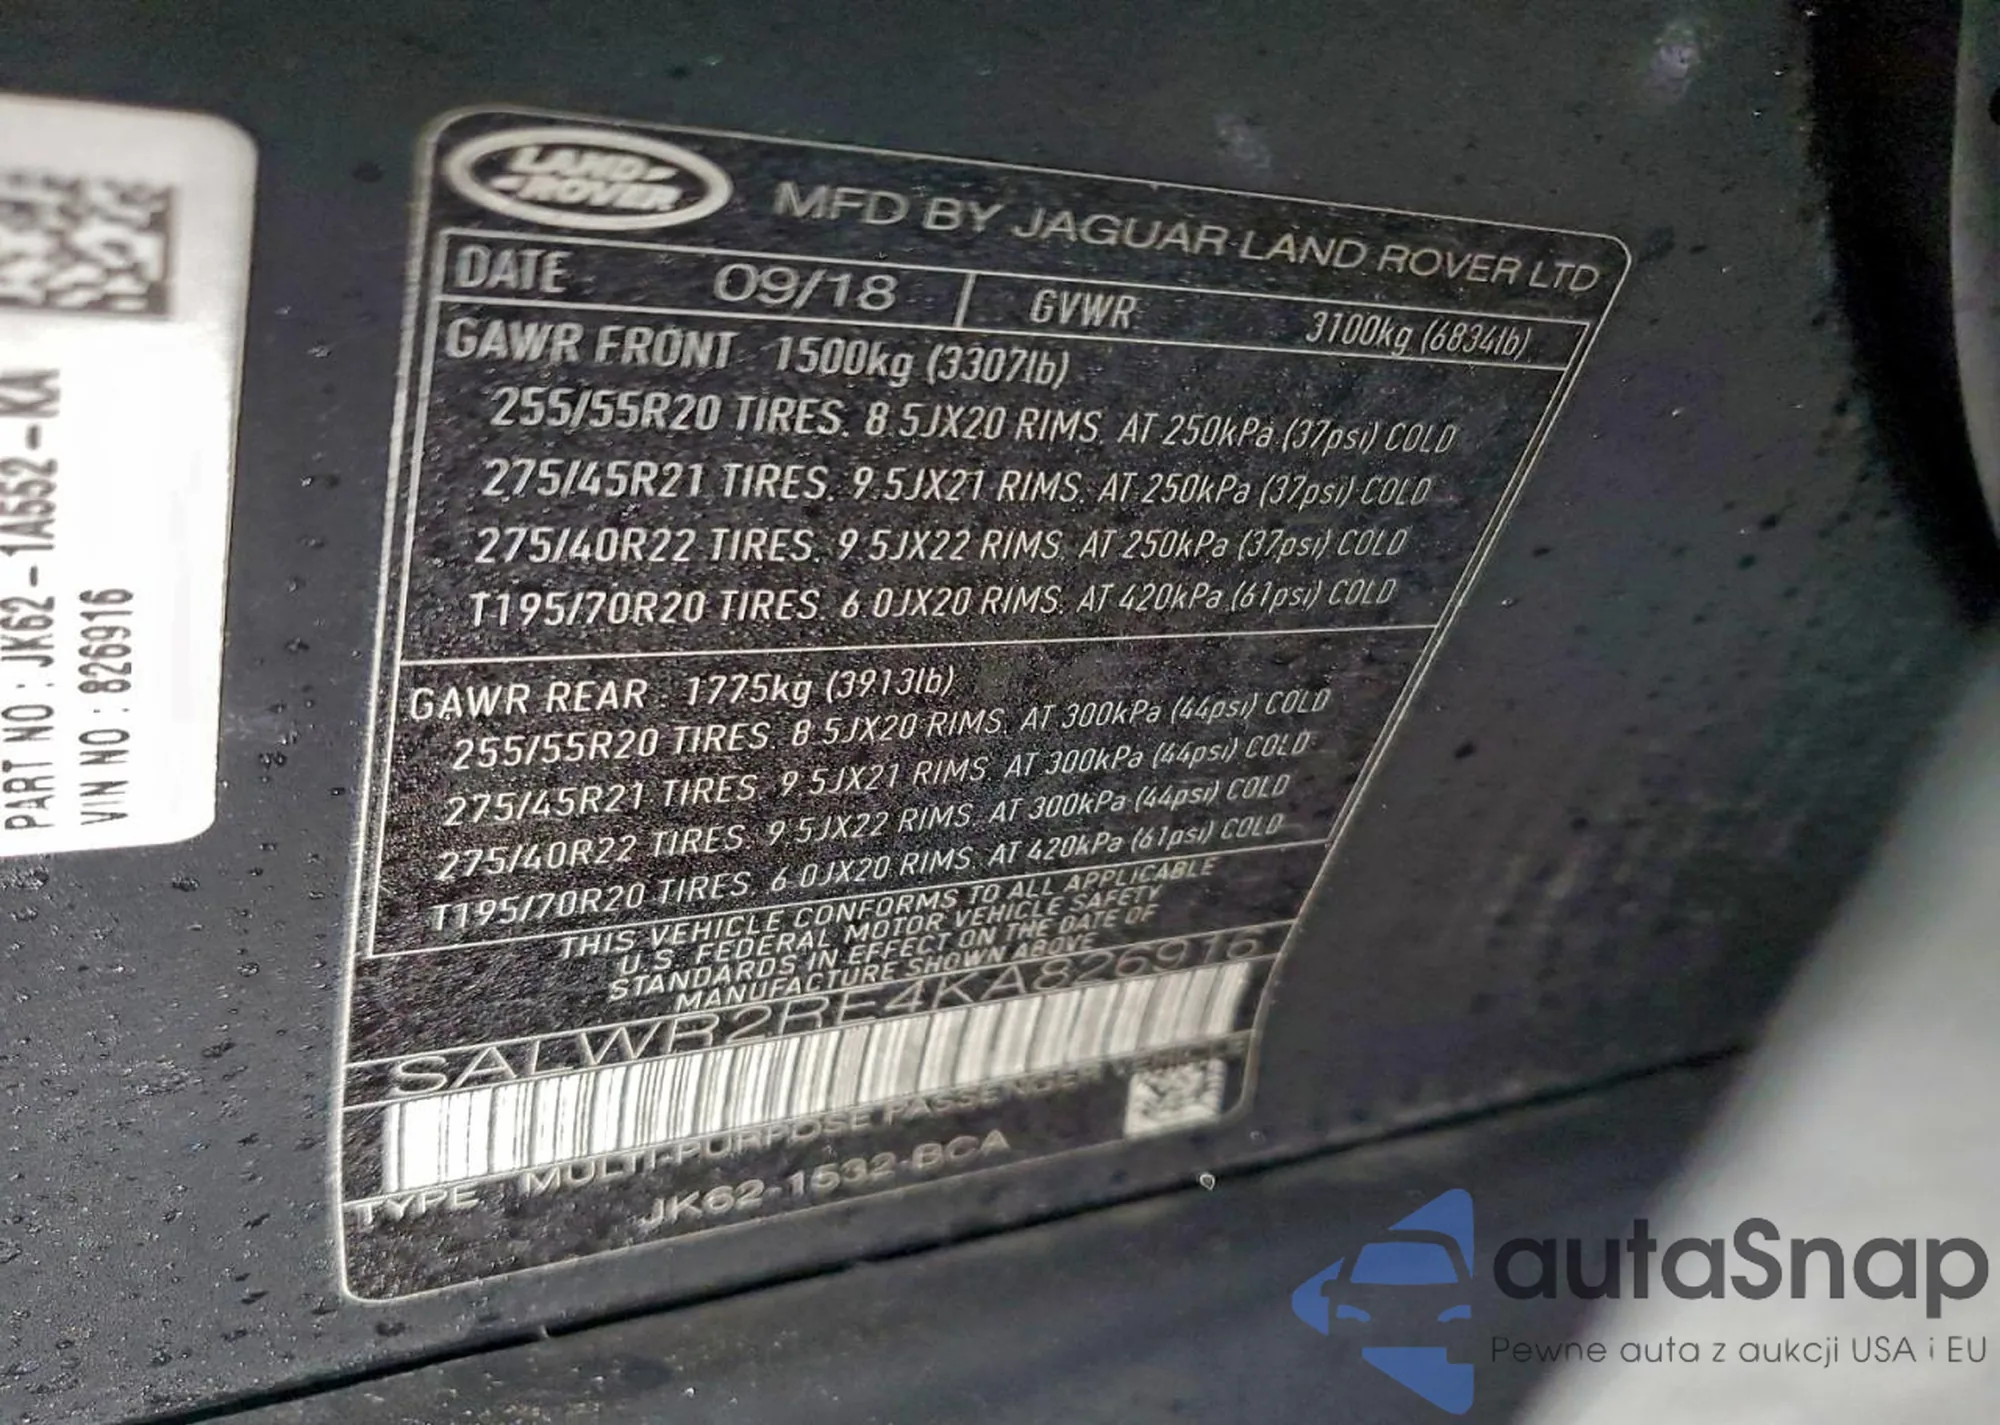 PART NO : JK62-1A552-KA
VIN NO : 826916
LAND-
-ROVER
MFD BY JAGUAR LAND ROVER LTD
DATE 09/18 GVWR 3100kg (6834lb)
GAWR FRONT 1500kg (3307lb)
255/55R20 TIRES. 8.5JX20 RIMS. AT 250kPa (37psi) COLD
275/45R21 TIRES. 9.5JX21 RIMS. AT 250kPa (37psi) COLD
275/40R22 TIRES. 9.5JX22 RIMS. AT 250kPa (37psi) COLD
T195/70R20 TIRES. 6.0JX20 RIMS. AT 420kPa (61psi) COLD
GAWR REAR 1775kg (3913lb)
255/55R20 TIRES. 8.5JX20 RIMS. AT 300kPa (44psi) COLD
275/45R21 TIRES. 9.5JX21 RIMS. AT 300kPa (44psi) COLD
275/40R22 TIRES. 9.5JX22 RIMS. AT 300kPa (44psi) COLD
T195/70R20 TIRES. 6.0JX20 RIMS. AT 420kPa (61psi) COLD
THIS VEHICLE CONFORMS TO ALL APPLICABLE
U.S. FEDERAL MOTOR VEHICLE SAFETY
STANDARDS IN EFFECT ON THE DATE OF
MANUFACTURE SHOWN ABOVE
SALWR2RE4KA826916
TYPE : MULTI-PURPOSE PASSENGER VEHICLE
JK62-1532-BCA
autaSnap
Pewne auta z aukcji USA i EU